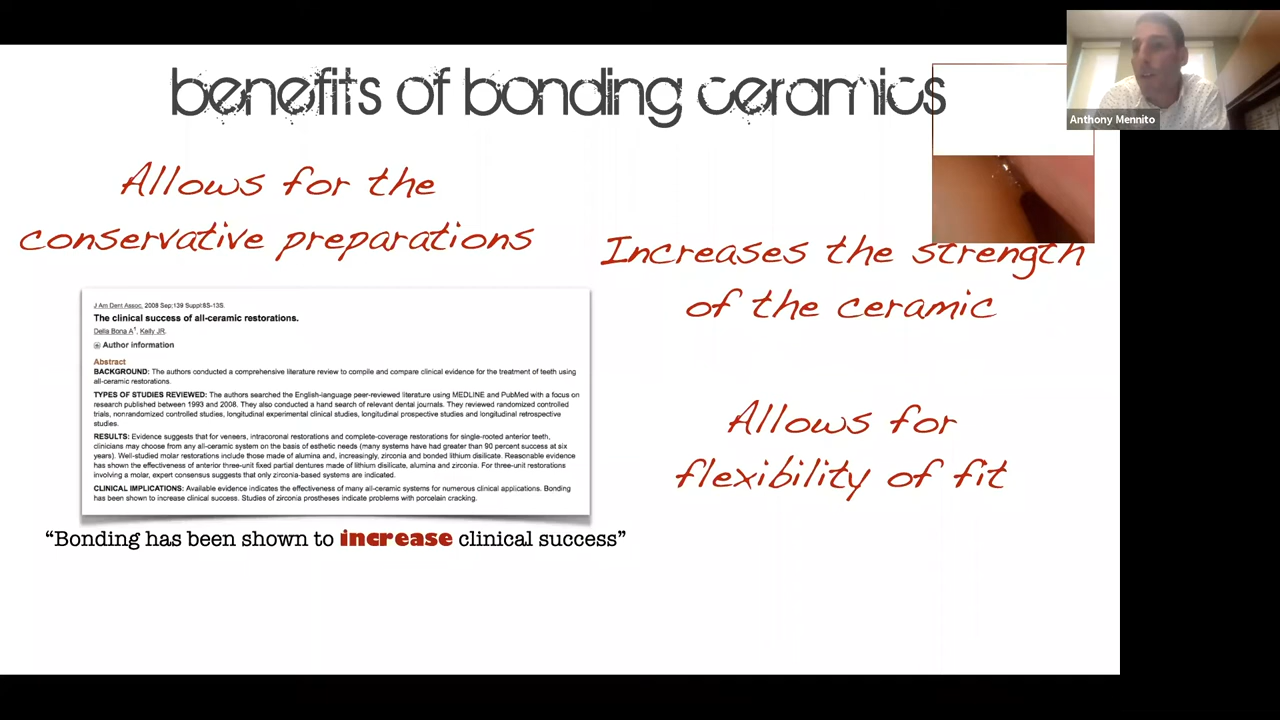 benefits of bonding ceramics
Anthony Mennito
Allows for the
conservative preparations
Increases the strength
of the ceramic
J Am Dent Assoc. 2008 Sep;139 Suppl:8S-13S.
The clinical success of all-ceramic restorations.
Della Bona A1, Kelly JR.
Author information
Abstract
BACKGROUND: The authors conducted a comprehensive literature review to compile and compare clinical evidence for the treatment of teeth using
all-ceramic restorations.
TYPES OF STUDIES REVIEWED: The authors searched the English-language peer-reviewed literature using MEDLINE and PubMed with a focus on
research published between 1993 and 2008. They also conducted a hand search of relevant dental journals. They reviewed randomized controlled
trials, nonrandomized controlled studies, longitudinal experimental clinical studies, longitudinal prospective studies and longitudinal retrospective
studies.
RESULTS: Evidence suggests that for veneers, intracoronal restorations and complete-coverage restorations for single-rooted anterior teeth,
clinicians may choose from any all-ceramic system on the basis of esthetic needs (many systems have had greater than 90 percent success at six
years). Well-studied molar restorations include those made of alumina and, increasingly, zirconia and bonded lithium disilicate. Reasonable evidence
has shown the effectiveness of anterior three-unit fixed partial dentures made of lithium disilicate, alumina and zirconia. For three-unit restorations
involving a molar, expert consensus suggests that only zirconia-based systems are indicated.
CLINICAL IMPLICATIONS: Available evidence indicates the effectiveness of many all-ceramic systems for numerous clinical applications. Bonding
has been shown to increase clinical success. Studies of zirconia prostheses indicate problems with porcelain cracking.
Allows for
flexibility of fit
“Bonding has been shown to increase clinical success”